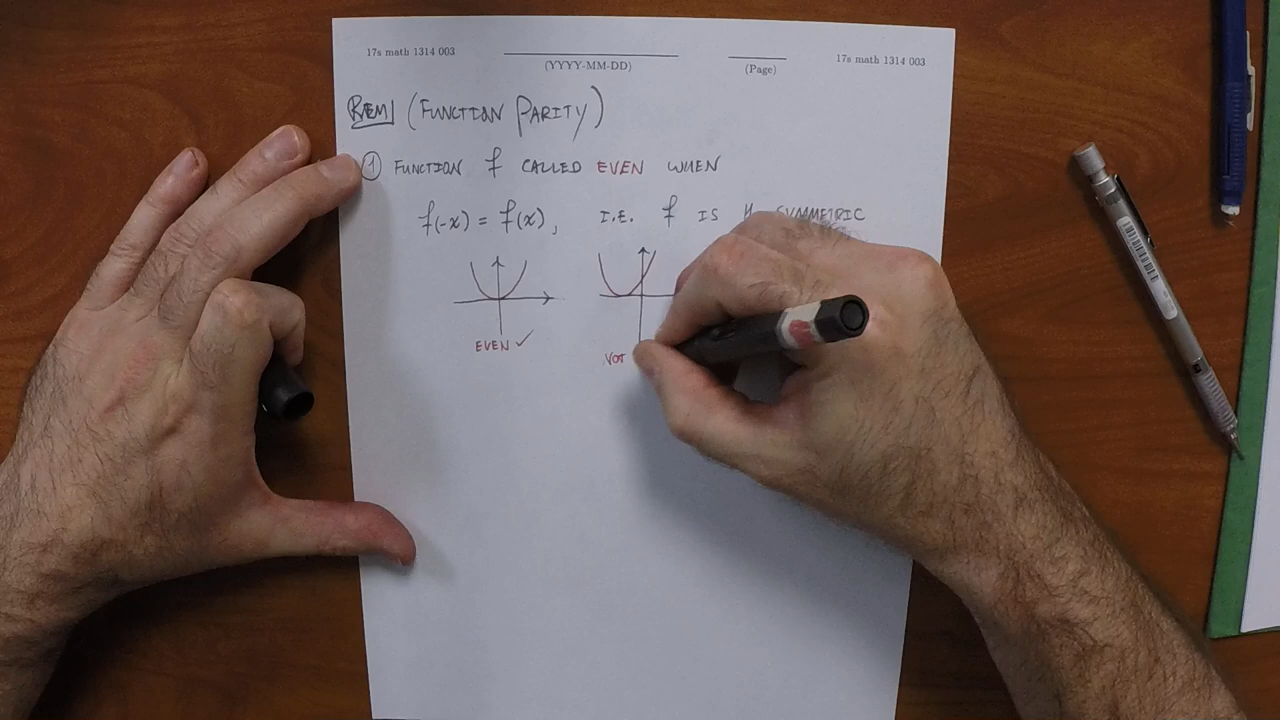 17s math 1314 003 (YYYY-MM-DD) (Page) 17s math 1314 003
REM (FUNCTION PARITY)
① FUNCTION f CALLED EVEN WHEN
f(-x) = f(x), I.E. f IS SYMMETRIC
EVEN ✓ NOT